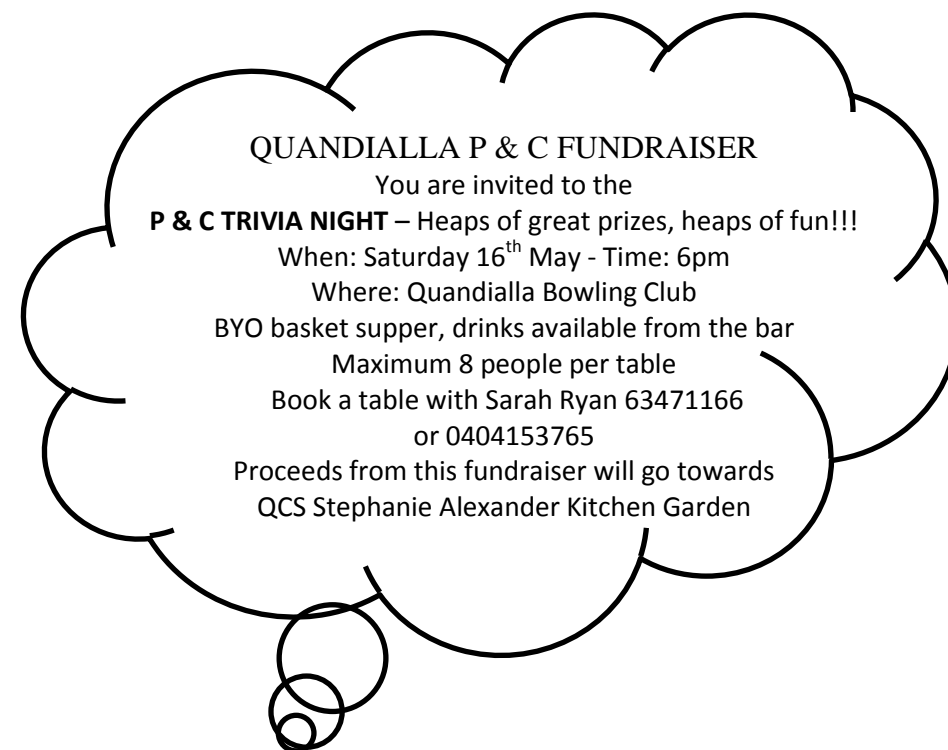 QUANDIALLA P & C FUNDRAISER
You are invited to the
P & C TRIVIA NIGHT – Heaps of great prizes, heaps of fun!!!
When: Saturday 16th May - Time: 6pm
Where: Quandialla Bowling Club
BYO basket supper, drinks available from the bar
Maximum 8 people per table
Book a table with Sarah Ryan 63471166
or 0404153765
Proceeds from this fundraiser will go towards
QCS Stephanie Alexander Kitchen Garden